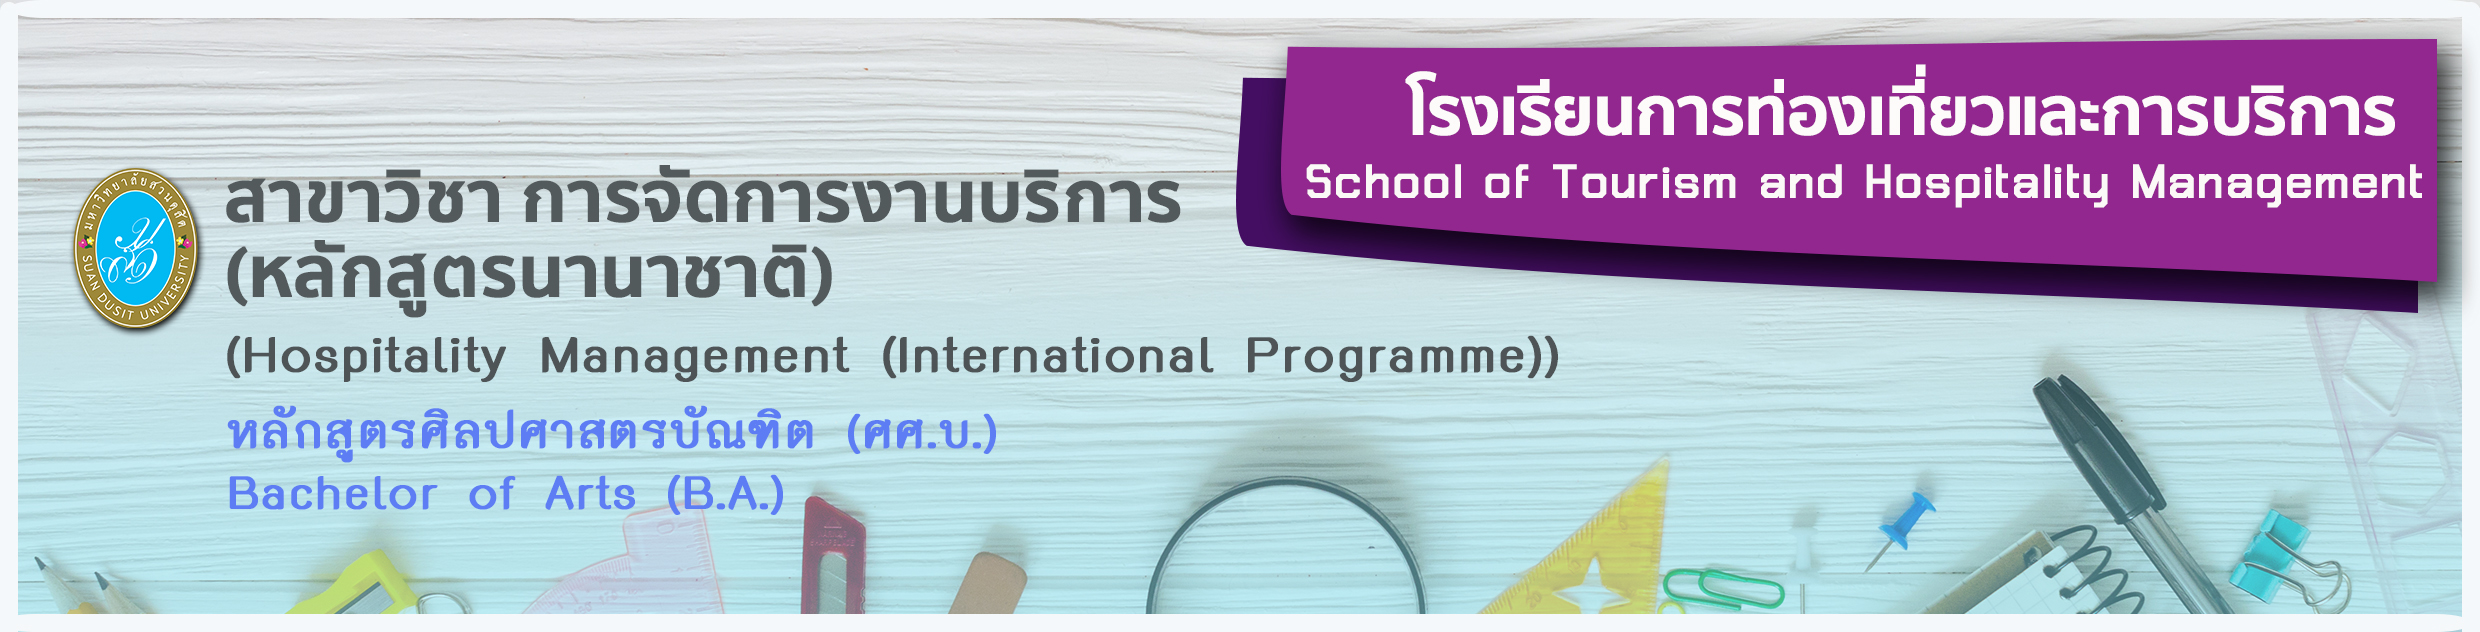 โรงเรียนการท่องเที่ยวและการบริการ
School of Tourism and Hospitality Management
มหาวิทยาลัยสวนดุสิต
SUAN DUSIT UNIVERSITY
สาขาวิชา การจัดการงานบริการ
(หลักสูตรนานาชาติ)
(Hospitality Management (International Programme))
หลักสูตรศิลปศาสตรบัณฑิต (ศศ.บ.)
Bachelor of Arts (B.A.)